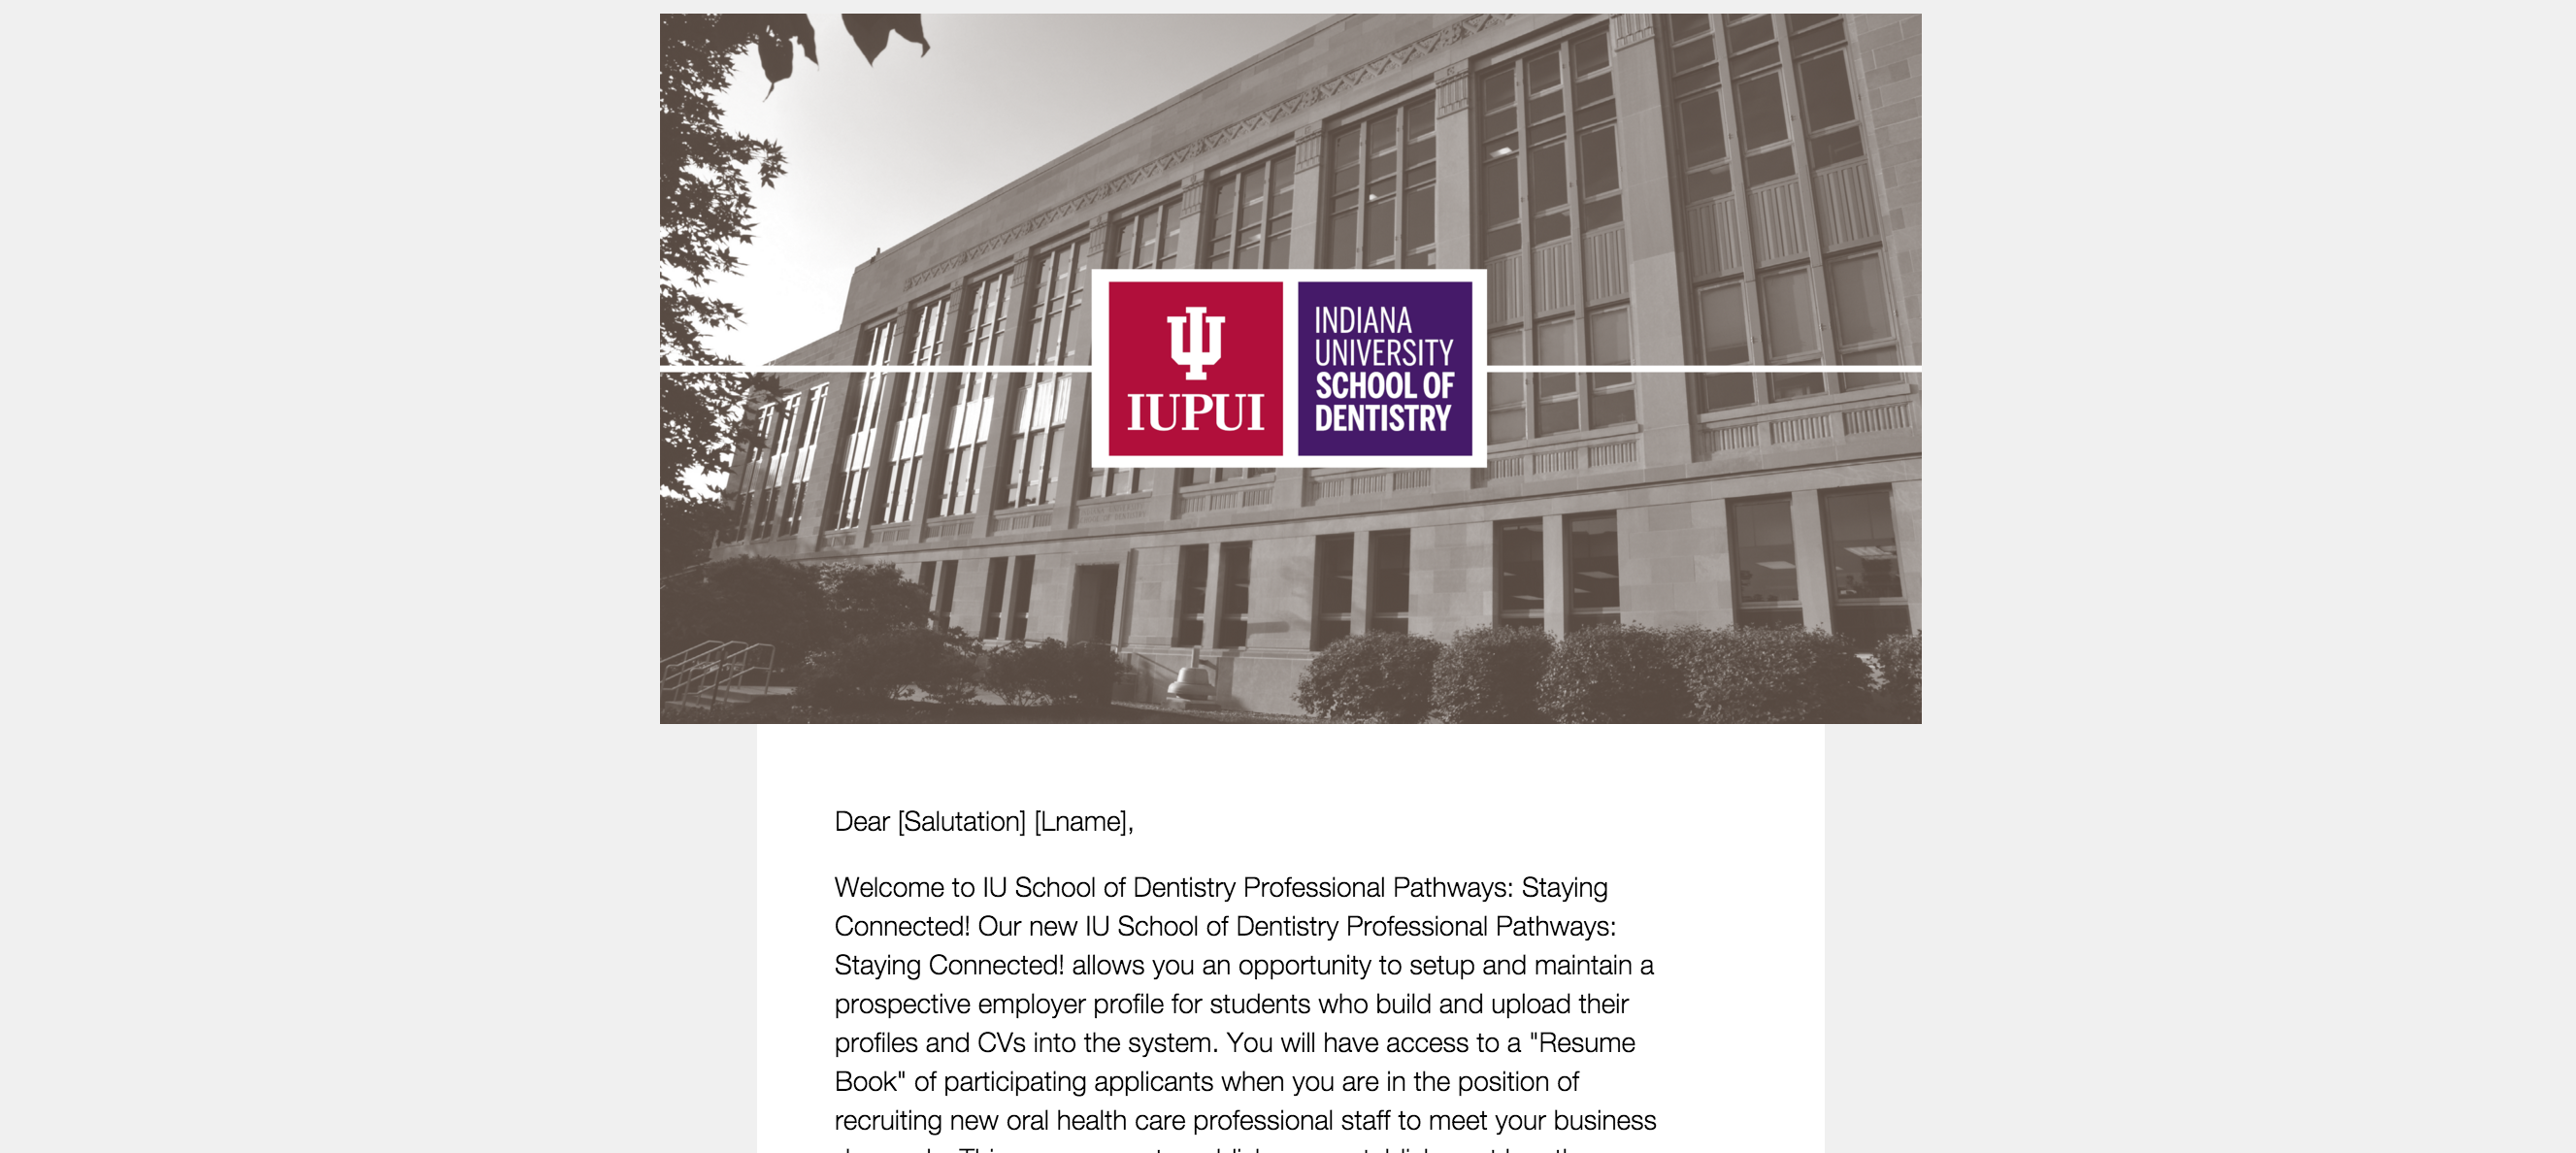 IUPUI
INDIANA
UNIVERSITY
SCHOOL OF
DENTISTRY
Dear [Salutation] [Lname],
Welcome to IU School of Dentistry Professional Pathways: Staying
Connected! Our new IU School of Dentistry Professional Pathways:
Staying Connected! allows you an opportunity to setup and maintain a
prospective employer profile for students who build and upload their
profiles and CVs into the system. You will have access to a "Resume
Book" of participating applicants when you are in the position of
recruiting new oral health care professional staff to meet your business